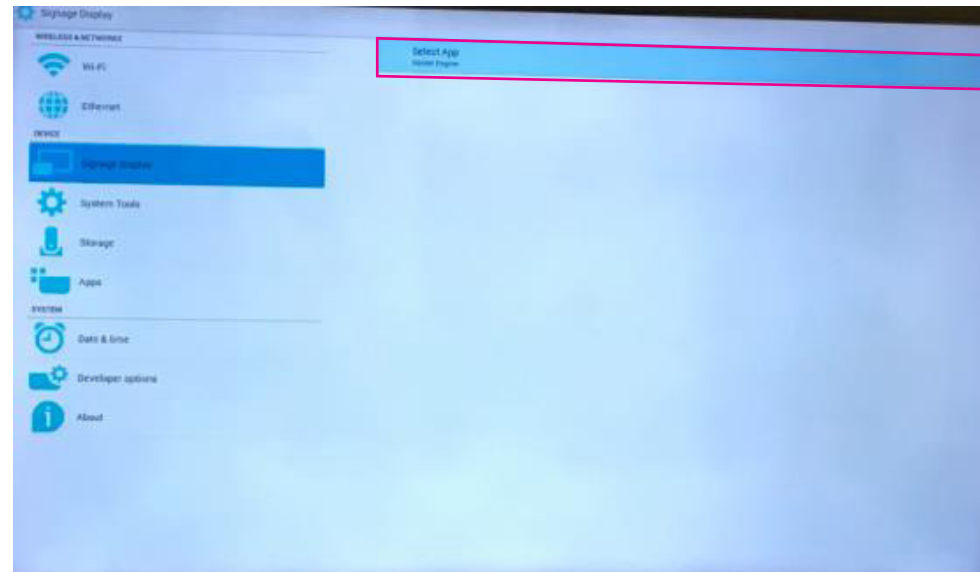 Signage Display
WIRELESS & NETWORKS
Wi-Fi
Ethernet
DEVICE
Signage Display
System Tools
Storage
Apps
SYSTEM
Date & time
Developer options
About
Select App